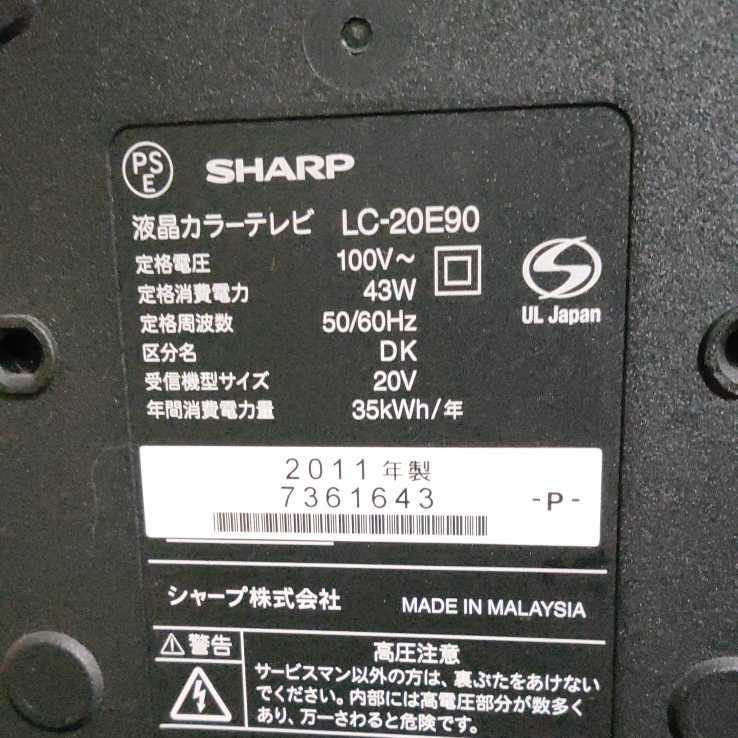 PS
E
SHARP
液晶カラーテレビ LC-20E90
定格電圧 100V~
定格消費電力 43W
定格周波数 50/60Hz
区分名 DK
受信機型サイズ 20V
年間消費電力量 35kWh/年
UL Japan
2011年製
7361643 -P-
シャープ株式会社 MADE IN MALAYSIA
⚠警告 高圧注意
サービスマン以外の方は、裏ぶたをあけない
でください。内部には高電圧部分が数多く
あり、万一さわると危険です。